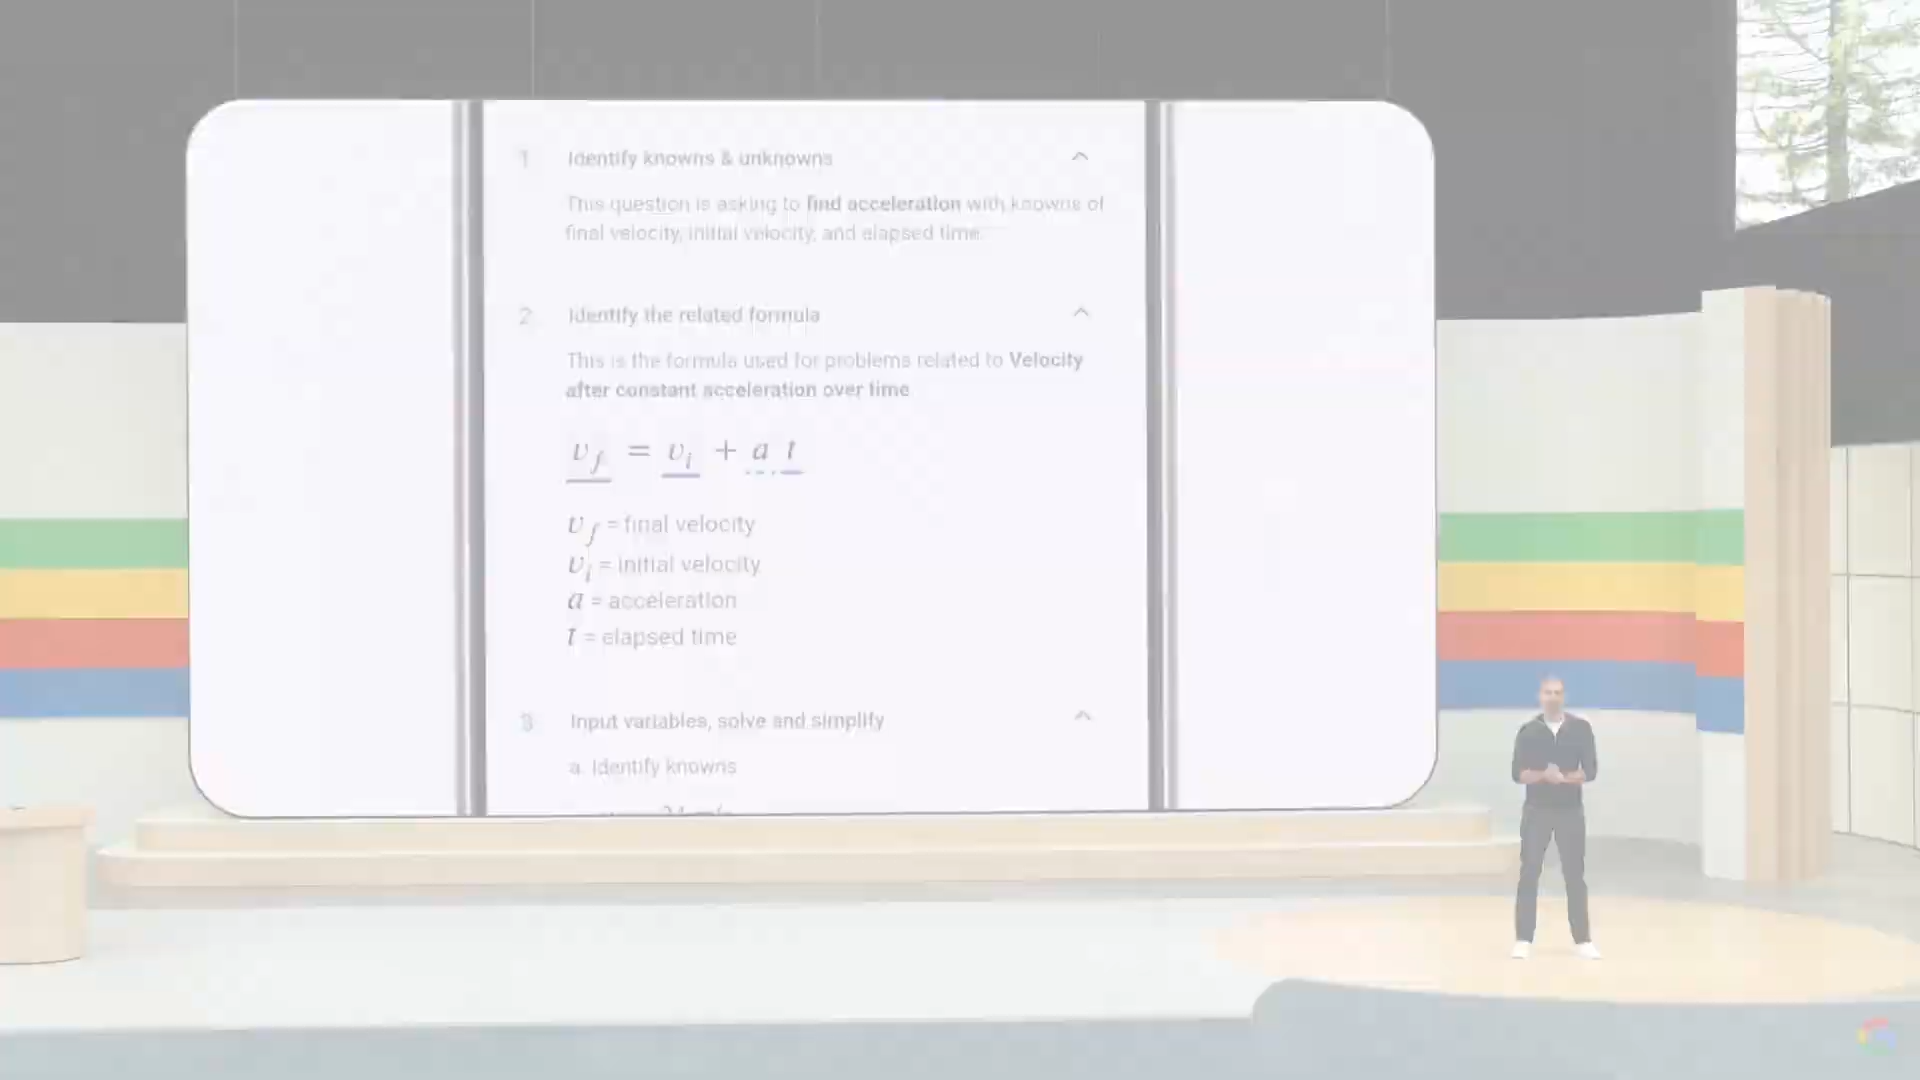 1 Identify knowns & unknowns
This question is asking to find acceleration with knowns of
final velocity, initial velocity, and elapsed time.
2 Identify the related formula
This is the formula used for problems related to Velocity
after constant acceleration over time
v_f = v_i + a t
v_f = final velocity
v_i = initial velocity
a = acceleration
t = elapsed time
3 Input variables, solve and simplify
a. Identify knowns